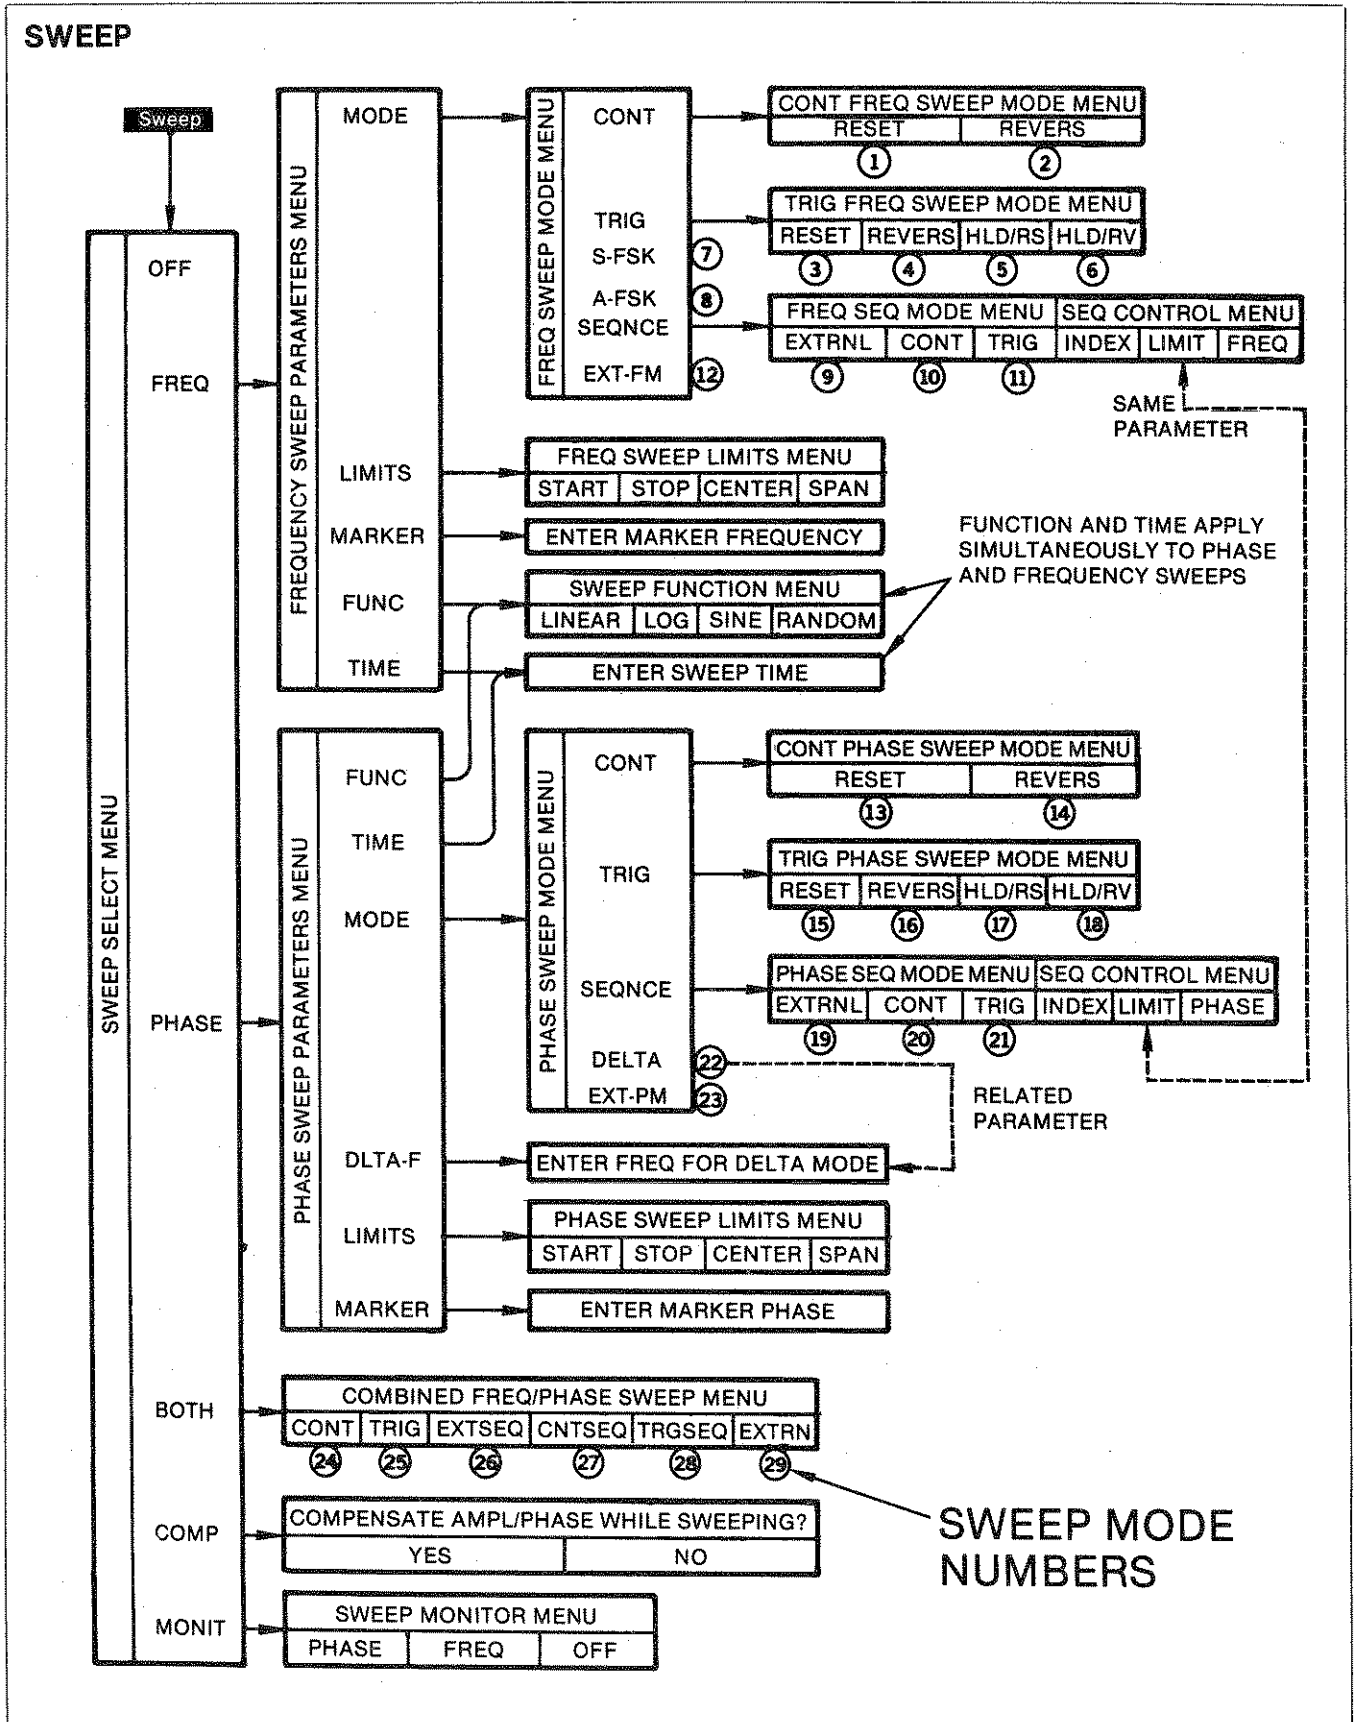 SWEEP
Sweep
SWEEP SELECT MENU
OFF
FREQ
PHASE
BOTH
COMP
MONIT
FREQUENCY SWEEP PARAMETERS MENU
MODE
LIMITS
MARKER
FUNC
TIME
FREQ SWEEP MODE MENU
CONT
TRIG
S-FSK 7
A-FSK 8
SEQNCE
EXT-FM 12
CONT FREQ SWEEP MODE MENU
RESET REVERS
1 2
TRIG FREQ SWEEP MODE MENU
RESET REVERS HLD/RS HLD/RV
3 4 5 6
FREQ SEQ MODE MENU SEQ CONTROL MENU
EXTRNL CONT TRIG INDEX LIMIT FREQ
9 10 11
SAME
PARAMETER
FREQ SWEEP LIMITS MENU
START STOP CENTER SPAN
ENTER MARKER FREQUENCY
SWEEP FUNCTION MENU
LINEAR LOG SINE RANDOM
ENTER SWEEP TIME
FUNCTION AND TIME APPLY
SIMULTANEOUSLY TO PHASE
AND FREQUENCY SWEEPS
PHASE SWEEP PARAMETERS MENU
FUNC
TIME
MODE
DLTA-F
LIMITS
MARKER
PHASE SWEEP MODE MENU
CONT
TRIG
SEQNCE
DELTA 22
EXT-PM 23
CONT PHASE SWEEP MODE MENU
RESET REVERS
13 14
TRIG PHASE SWEEP MODE MENU
RESET REVERS HLD/RS HLD/RV
15 16 17 18
PHASE SEQ MODE MENU SEQ CONTROL MENU
EXTRNL CONT TRIG INDEX LIMIT PHASE
19 20 21
RELATED
PARAMETER
ENTER FREQ FOR DELTA MODE
PHASE SWEEP LIMITS MENU
START STOP CENTER SPAN
ENTER MARKER PHASE
COMBINED FREQ/PHASE SWEEP MENU
CONT TRIG EXTSEQ CNTSEQ TRGSEQ EXTRN
24 25 26 27 28 29
SWEEP MODE
NUMBERS
COMPENSATE AMPL/PHASE WHILE SWEEPING?
YES NO
SWEEP MONITOR MENU
PHASE FREQ OFF